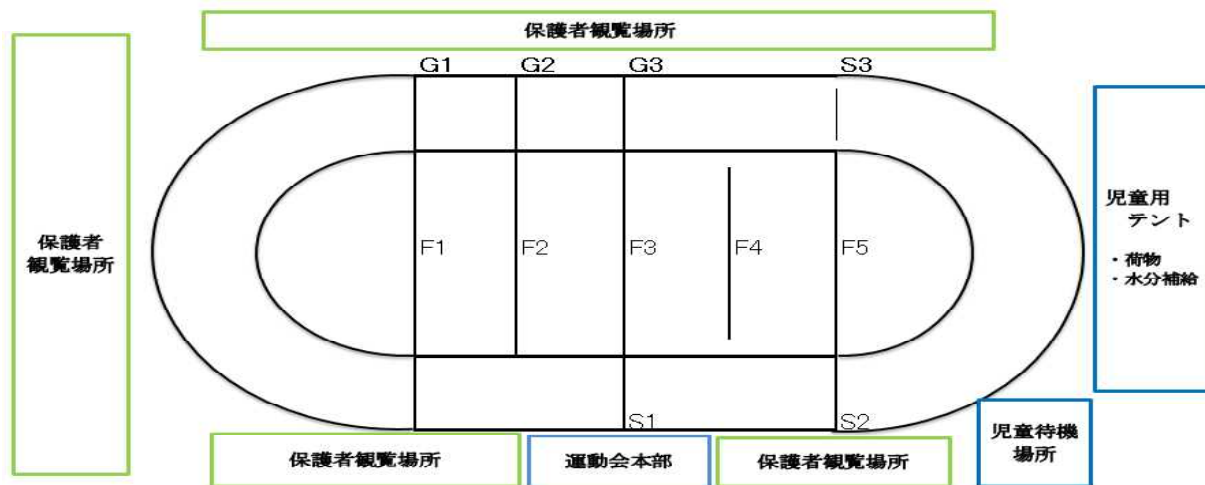 保護者観覧場所
G1 G2 G3 S3
保護者
観覧場所
F1 F2 F3 F4 F5
児童用
テント
・荷物
・水分補給
S1 S2
保護者観覧場所
運動会本部
保護者観覧場所
児童待機
場所